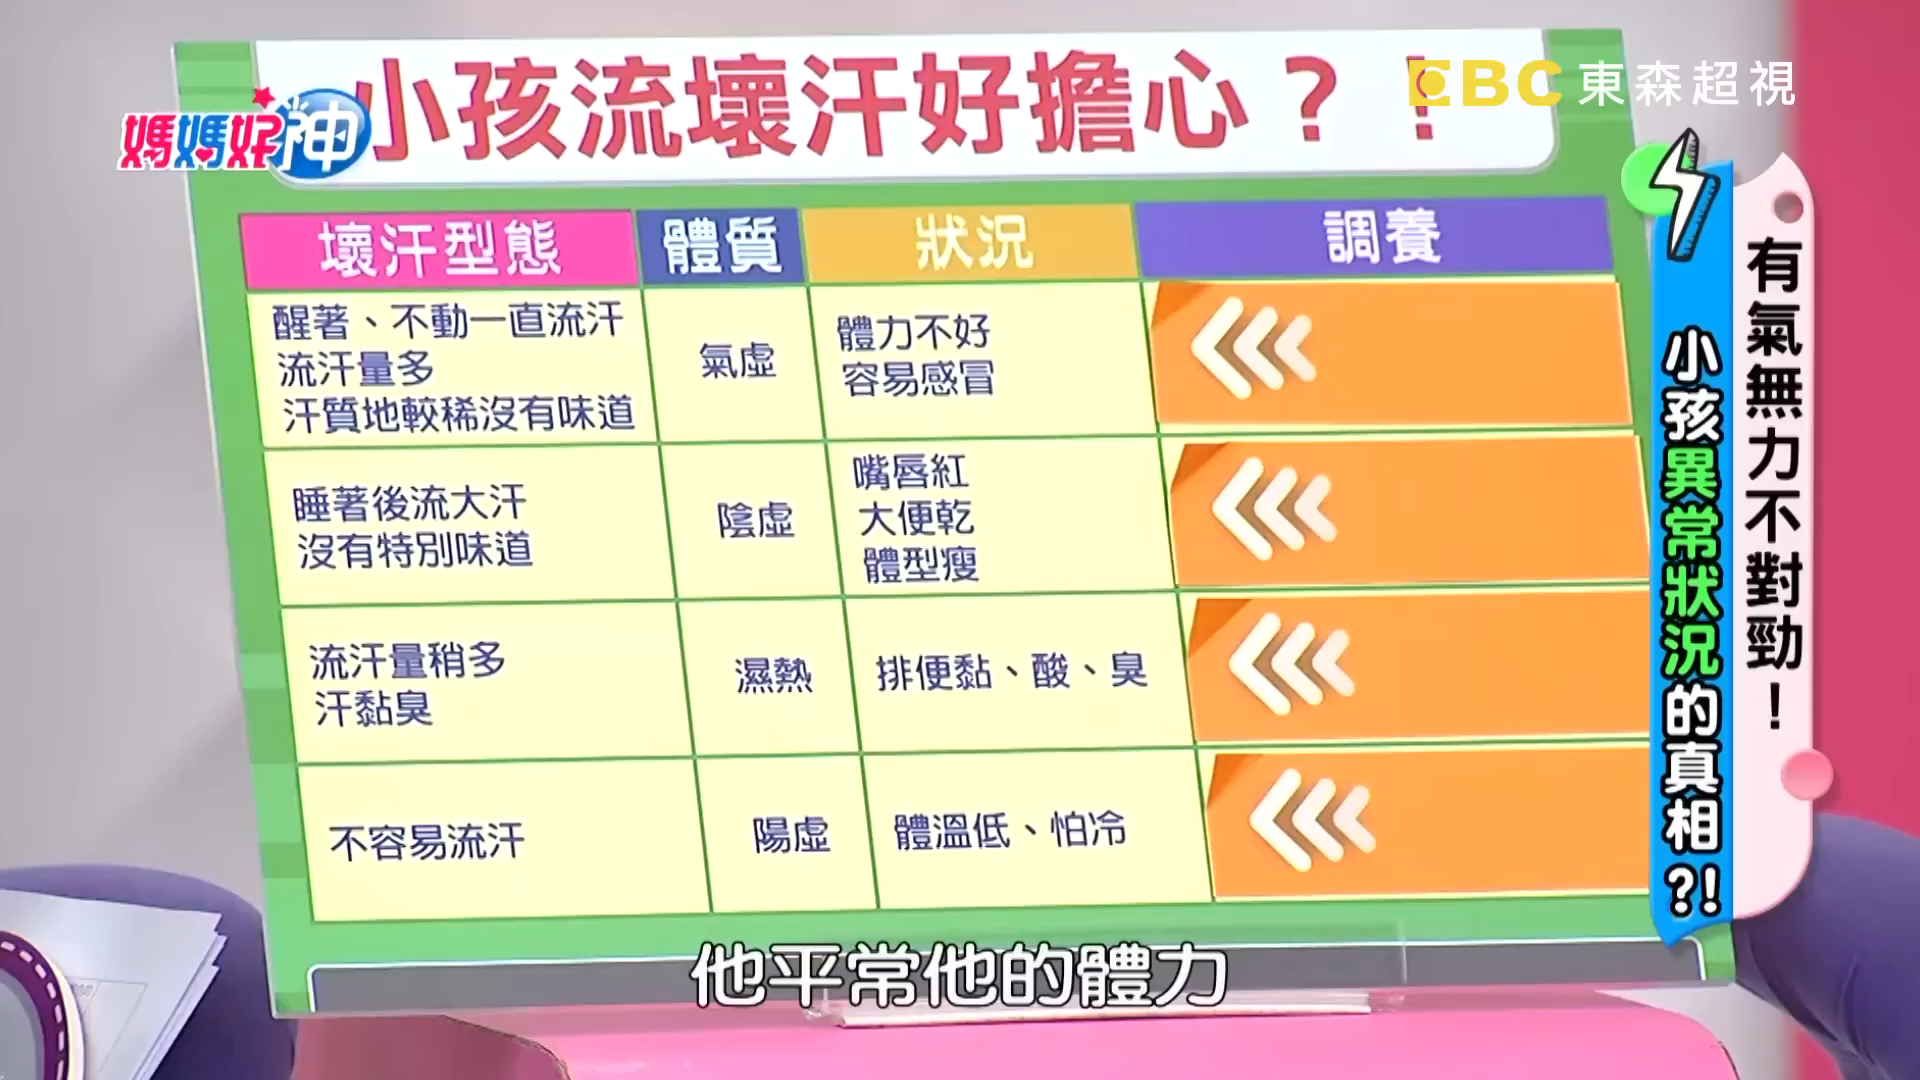 小孩流壞汗好擔心？！
媽媽好神
EBC 東森超視
壞汗型態
體質
狀況
調養
醒著、不動一直流汗
流汗量多
汗質地較稀沒有味道
氣虛
體力不好
容易感冒
睡著後流大汗
沒有特別味道
陰虛
嘴唇紅
大便乾
體型瘦
流汗量稍多
汗黏臭
濕熱
排便黏、酸、臭
不容易流汗
陽虛
體溫低、怕冷
有氣無力不對勁！
小孩異常狀況的真相?!
他平常他的體力